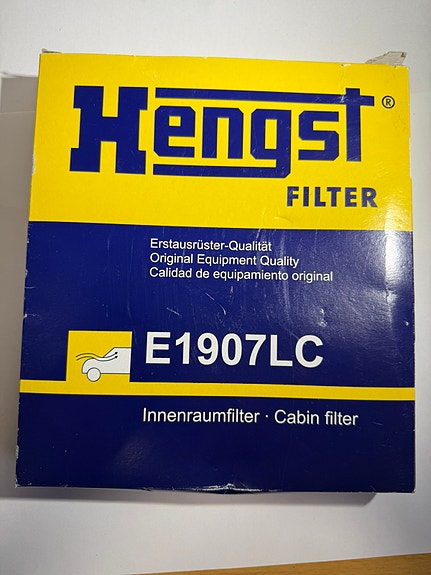 Hengst®
FILTER
Erstausrüster-Qualität
Original Equipment Quality
Calidad de equipamiento original
E1907LC
Innenraumfilter · Cabin filter